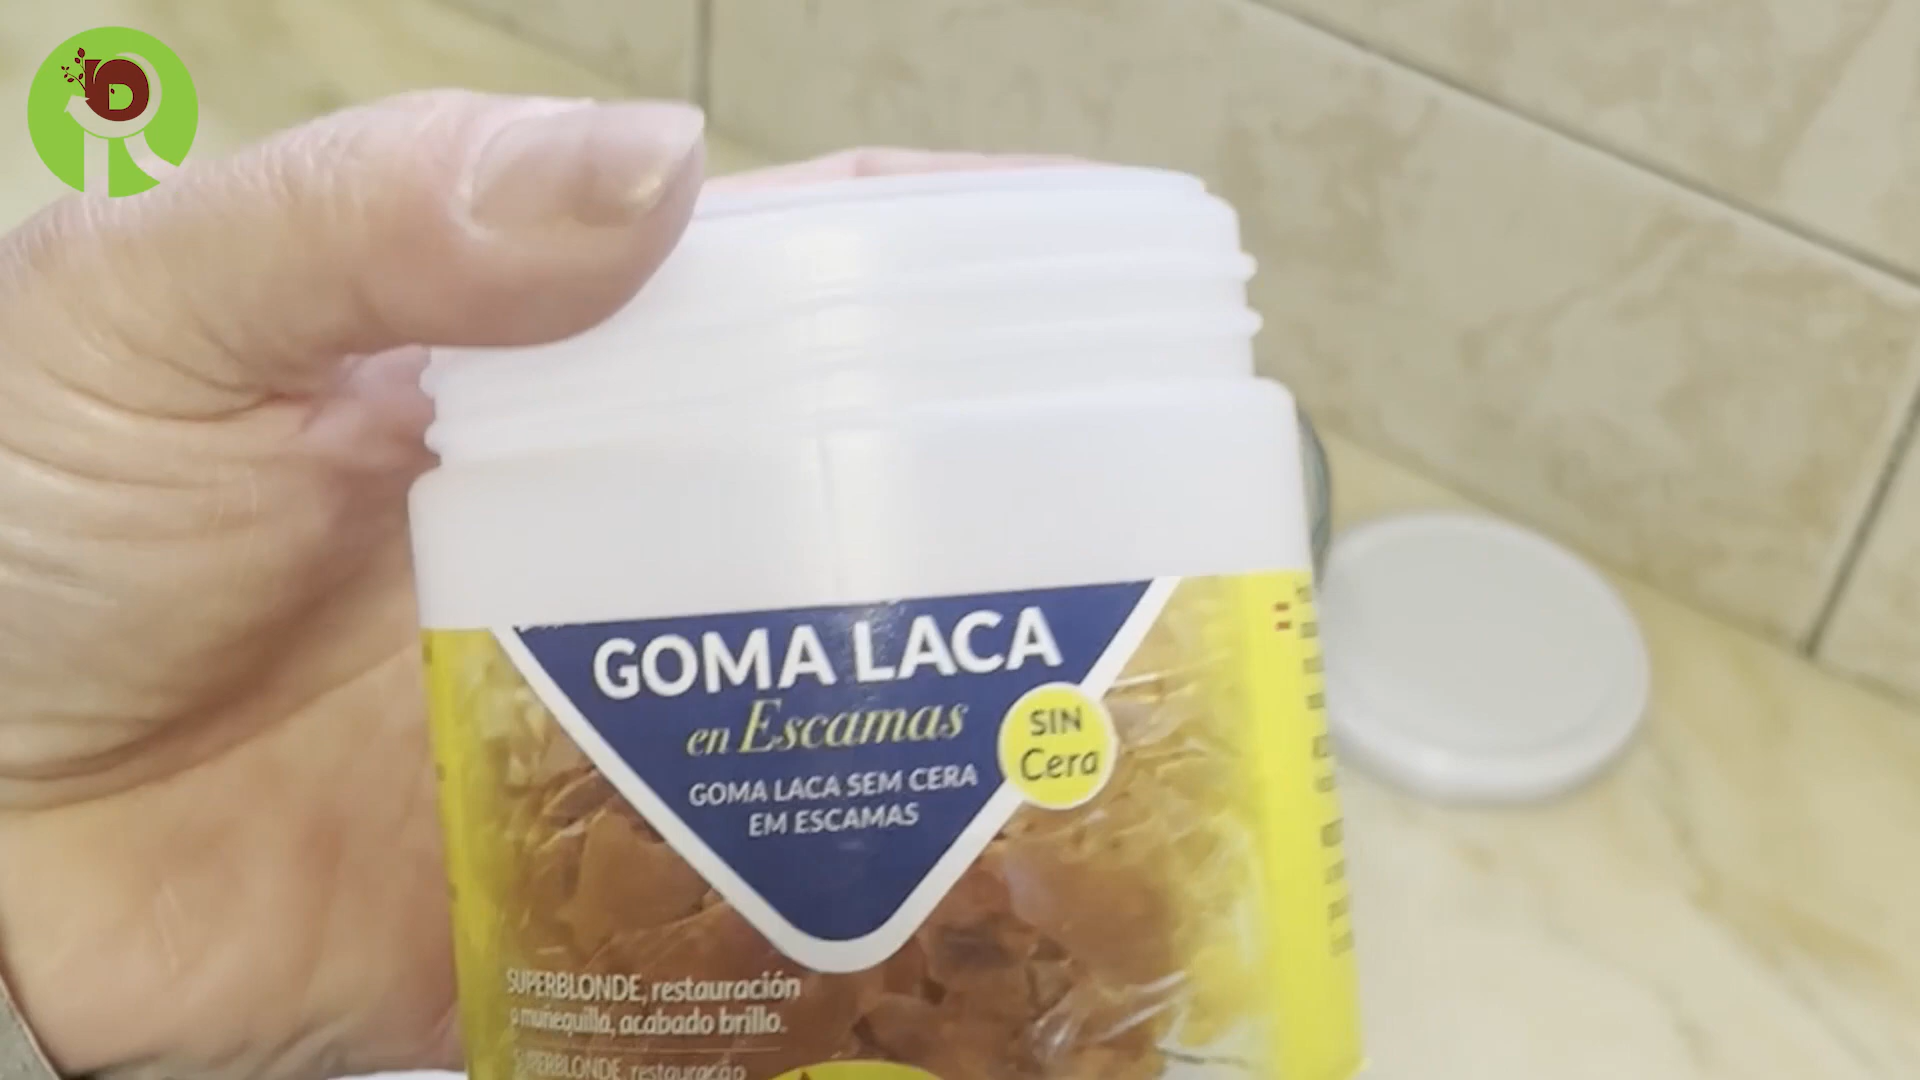 GOMA LACA
en Escamas
SIN
Cera
GOMA LACA SEM CERA
EM ESCAMAS
SUPERBLONDE, restauración
a muñequilla, acabado brillo.
SUPERBLONDE, restauração